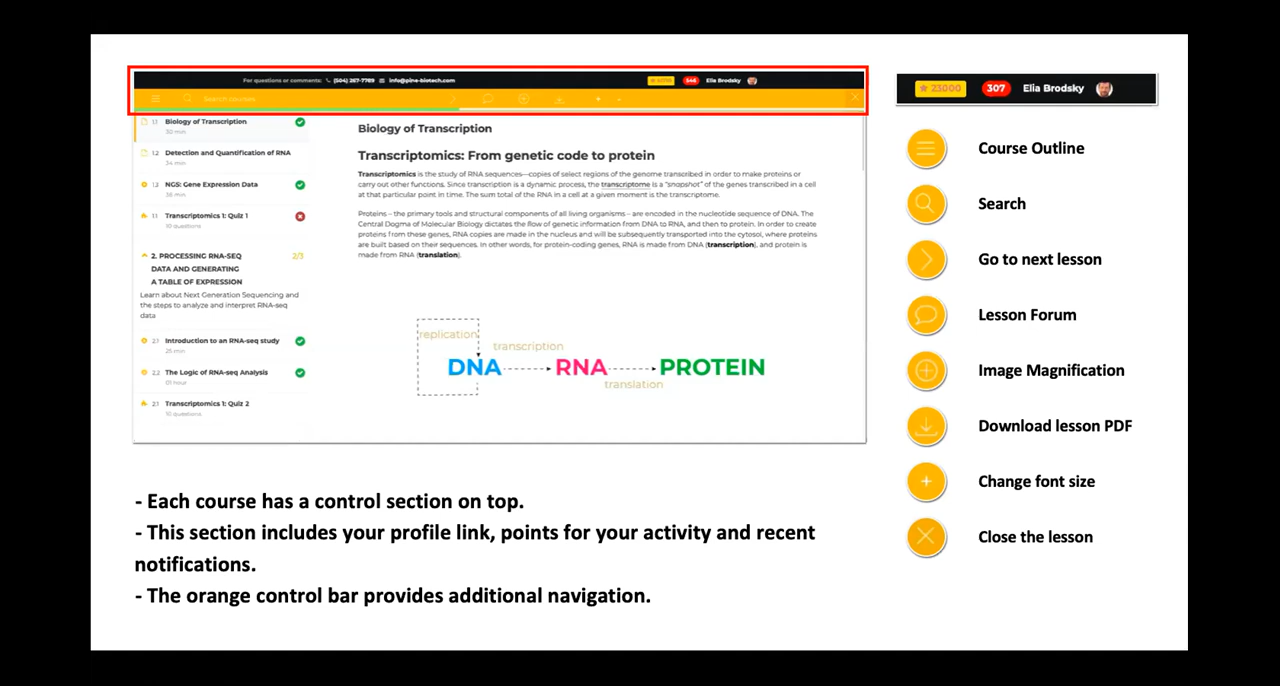 For questions or comments: (504) 267-7789 info@pine-biotech.com
546 Elia Brodsky
Search courses
1.1 Biology of Transcription
30 min
1.2 Detection and Quantification of RNA
34 min
1.3 NGS: Gene Expression Data
36 min
1.1 Transcriptomics 1: Quiz 1
10 questions
2. PROCESSING RNA-SEQ 2/3
DATA AND GENERATING
A TABLE OF EXPRESSION
Learn about Next Generation Sequencing and
the steps to analyze and interpret RNA-seq
data
2.1 Introduction to an RNA-seq study
25 min
2.2 The Logic of RNA-seq Analysis
01 hour
2.1 Transcriptomics 1: Quiz 2
10 questions
Biology of Transcription
Transcriptomics: From genetic code to protein
Transcriptomics is the study of RNA sequences—copies of select regions of the genome transcribed in order to make proteins or
carry out other functions. Since transcription is a dynamic process, the transcriptome is a "snapshot" of the genes transcribed in a cell
at that particular point in time. The sum total of the RNA in a cell at a given moment is the transcriptome.
Proteins – the primary tools and structural components of all living organisms – are encoded in the nucleotide sequence of DNA. The
Central Dogma of Molecular Biology dictates the flow of genetic information from DNA to RNA, and then to protein. In order to create
proteins from these genes, RNA copies are made in the nucleus and will be subsequently transported into the cytosol, where proteins
are built based on their sequences. In other words, for protein-coding genes, RNA is made from DNA (transcription), and protein is
made from RNA (translation).
replication
transcription
DNA RNA PROTEIN
translation
23000 307 Elia Brodsky
Course Outline
Search
Go to next lesson
Lesson Forum
Image Magnification
Download lesson PDF
Change font size
Close the lesson
- Each course has a control section on top.
- This section includes your profile link, points for your activity and recent
notifications.
- The orange control bar provides additional navigation.